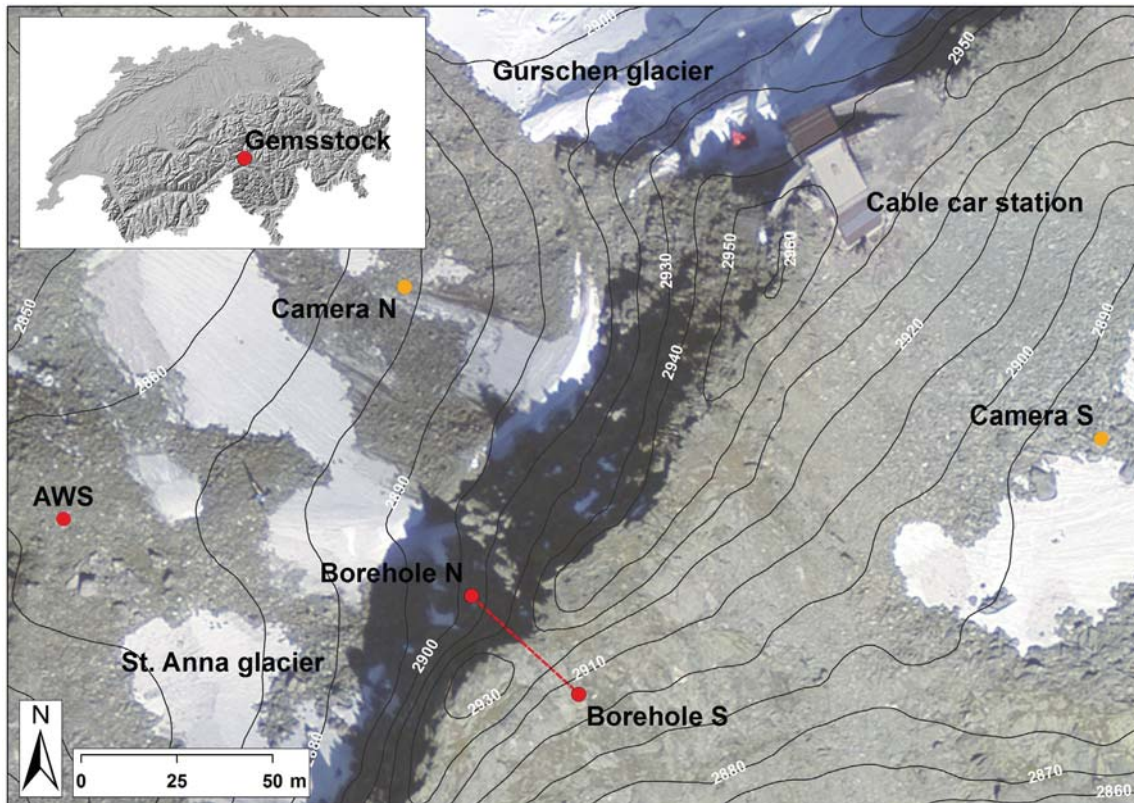 2900
2950
Gurschen glacier
Gemsstock
Cable car station
2930
2950
2960
2850
2890
Camera N
2920
2940
2860
2900
Camera S
2890
AWS
Borehole N
St. Anna glacier
2900
2910
2930
Borehole S
N
2880
0 25 50 m
2880
2870
2860